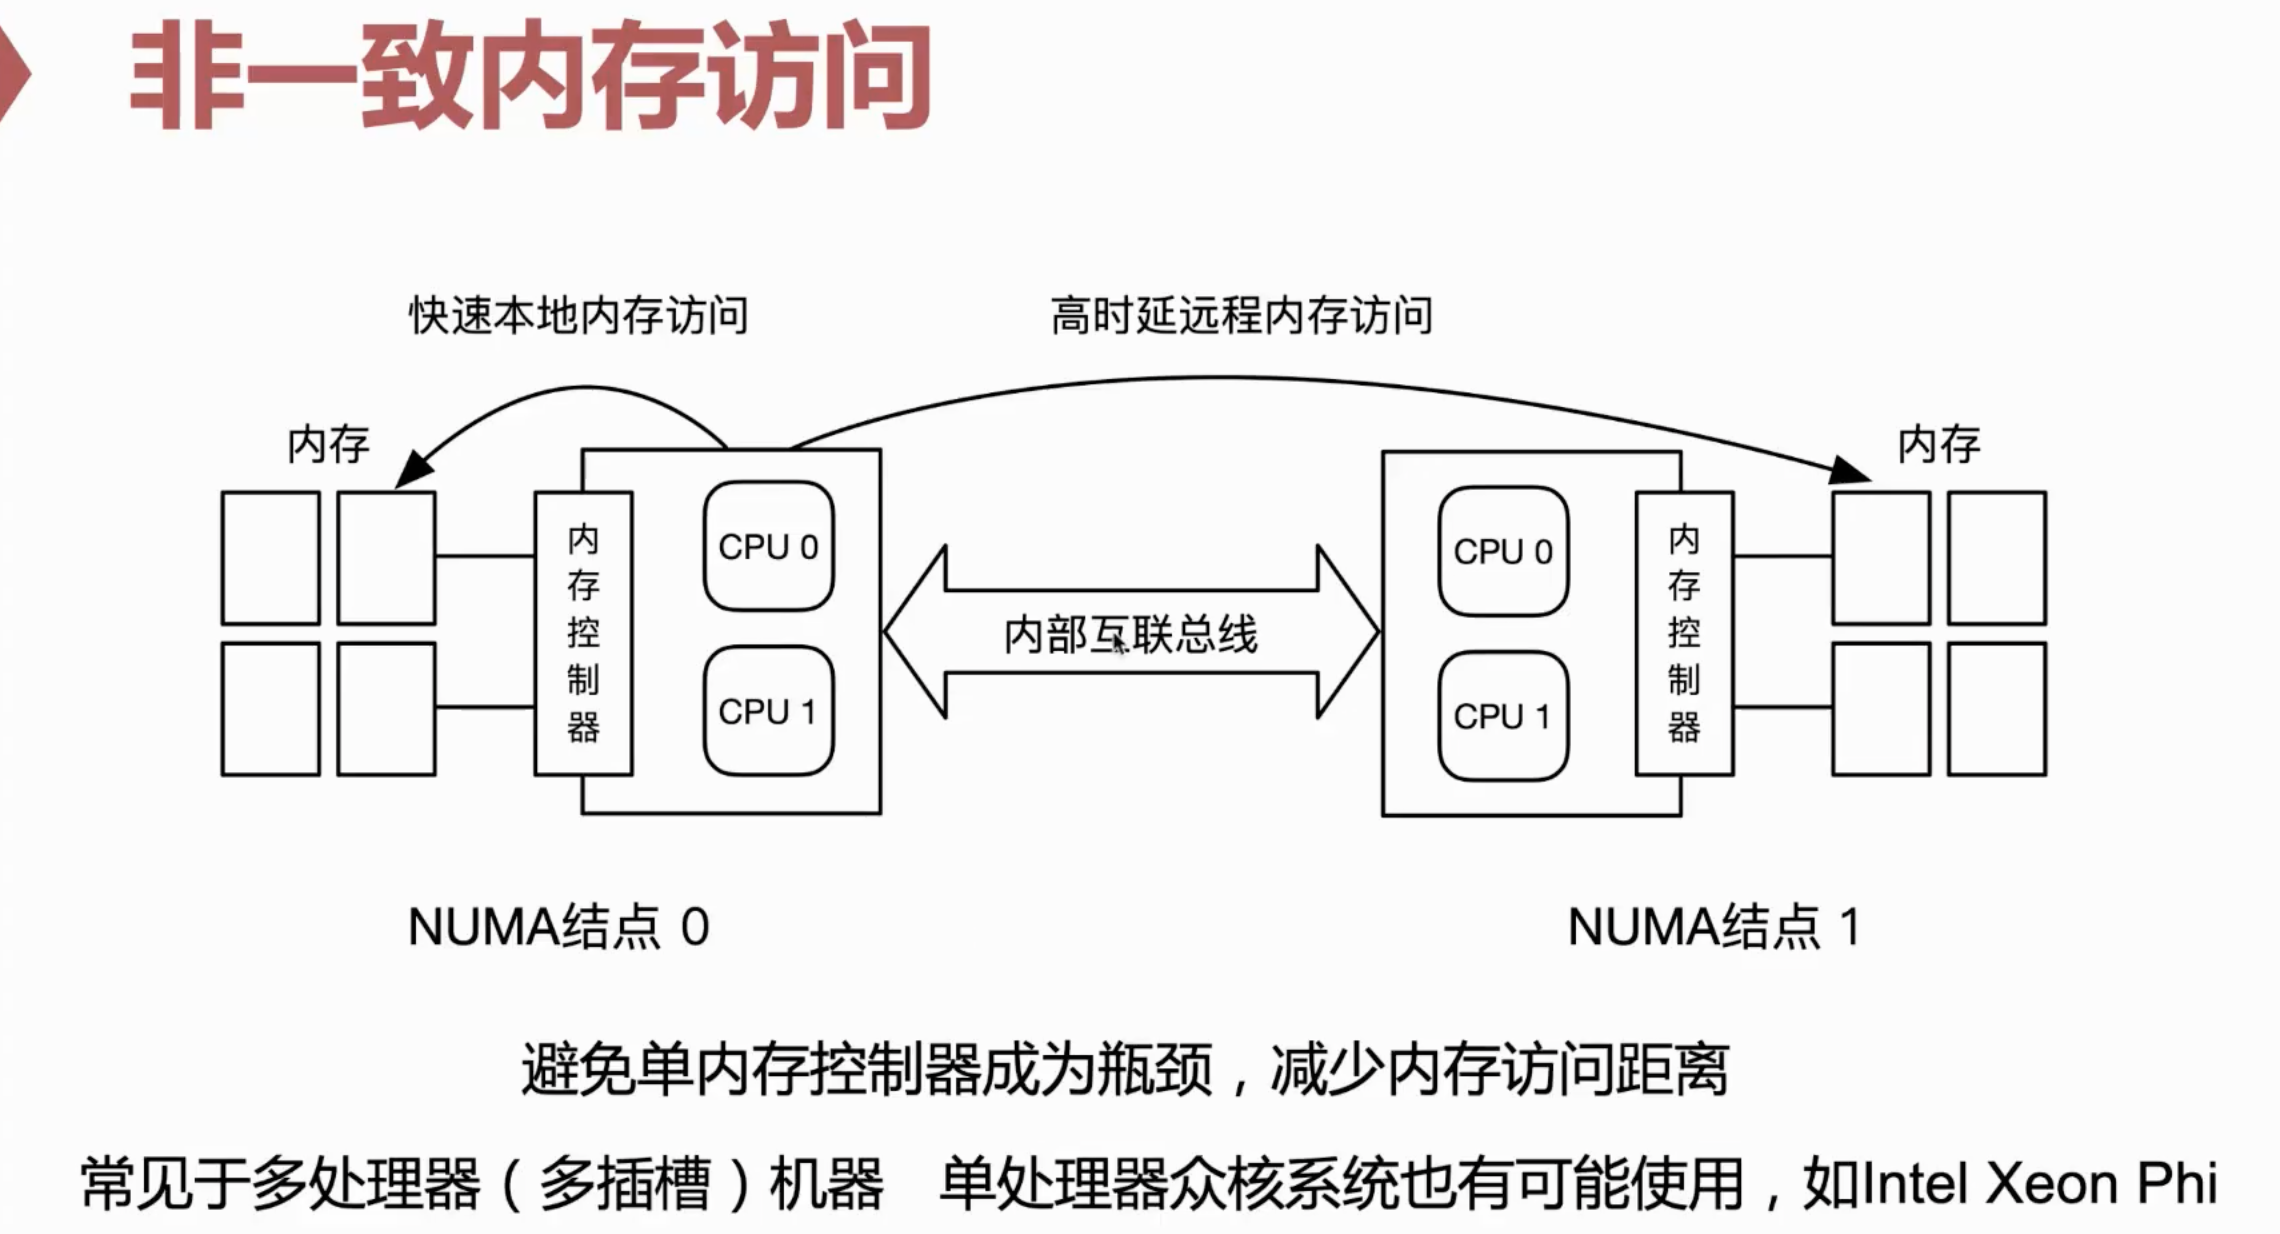 非一致内存访问
快速本地内存访问
高时延远程内存访问
内存
内存
内存控制器
CPU 0
CPU 1
内部互联总线
CPU 0
CPU 1
内存控制器
NUMA结点 0
NUMA结点 1
避免单内存控制器成为瓶颈，减少内存访问距离
常见于多处理器（多插槽）机器 单处理器众核系统也有可能使用，如Intel Xeon Phi